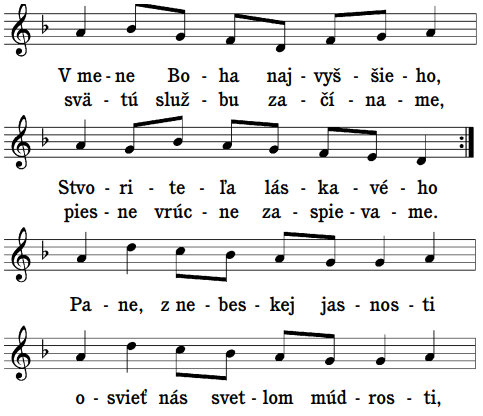 V me - ne Bo - ha naj - vyš - šie - ho,
svä - tú služ - bu za - čí - na - me,
Stvo - ri - te - ľa lás - ka - vé - ho
pies - ne vrúc - ne za - spie - va - me.
Pa - ne, z ne - bes - kej jas - nos - ti
o - svieť nás svet - lom múd - ros - ti,